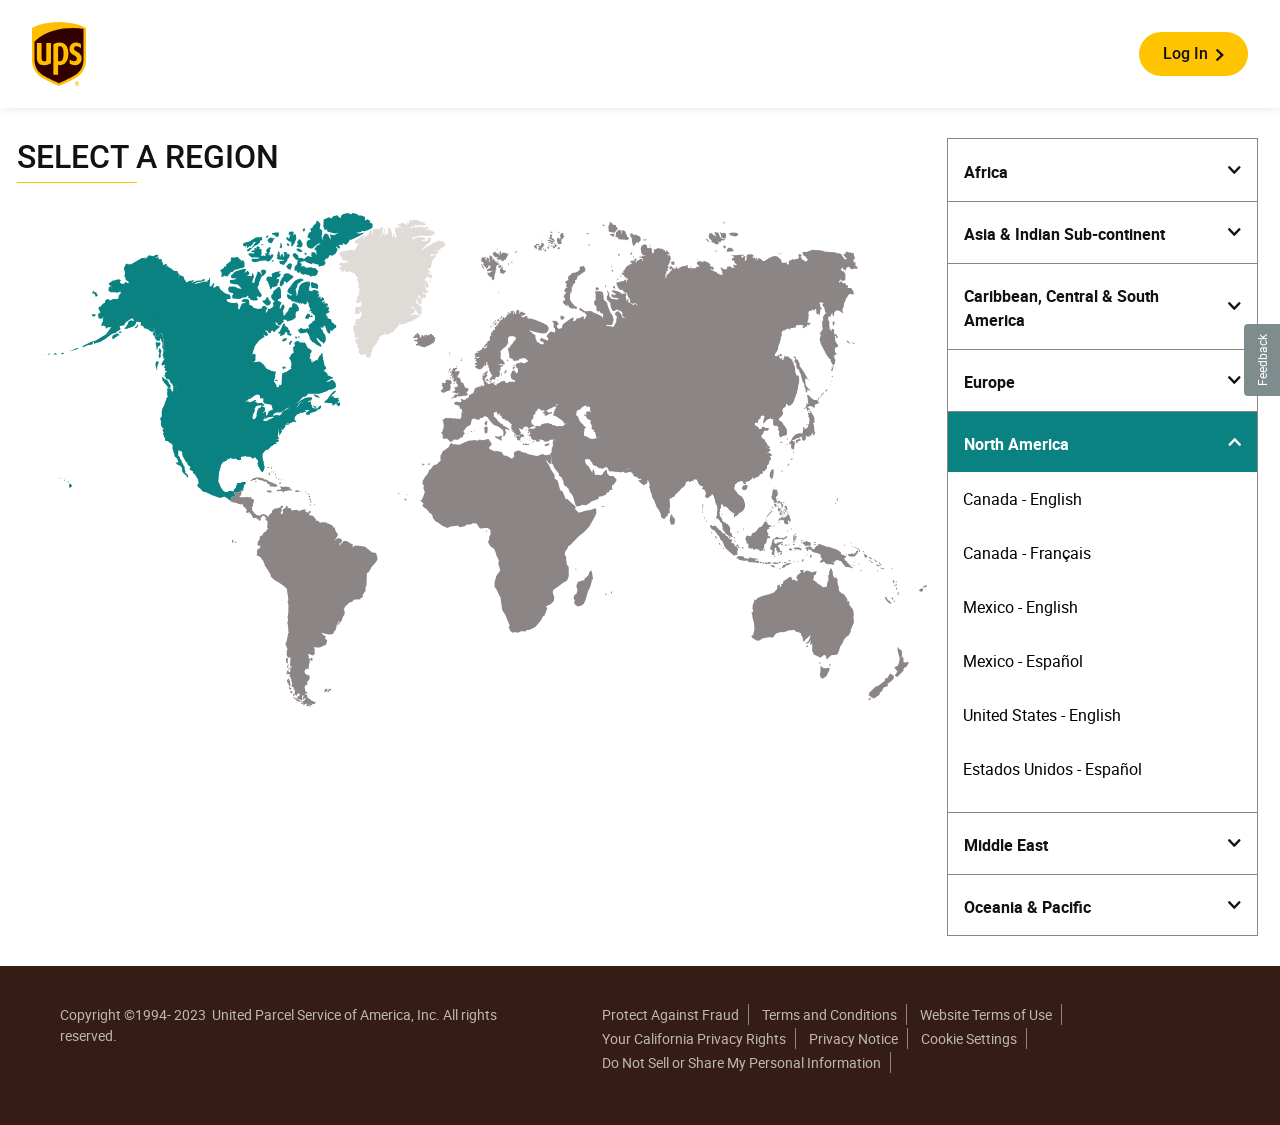 ups
Log In
SELECT A REGION
Africa
Asia & Indian Sub-continent
Caribbean, Central & South
America
Feedback
Europe
North America
Canada - English
Canada - Français
Mexico - English
Mexico - Español
United States - English
Estados Unidos - Español
Middle East
Oceania & Pacific
Copyright ©1994- 2023  United Parcel Service of America, Inc. All rights
reserved.
Protect Against Fraud
Terms and Conditions
Website Terms of Use
Your California Privacy Rights
Privacy Notice
Cookie Settings
Do Not Sell or Share My Personal Information